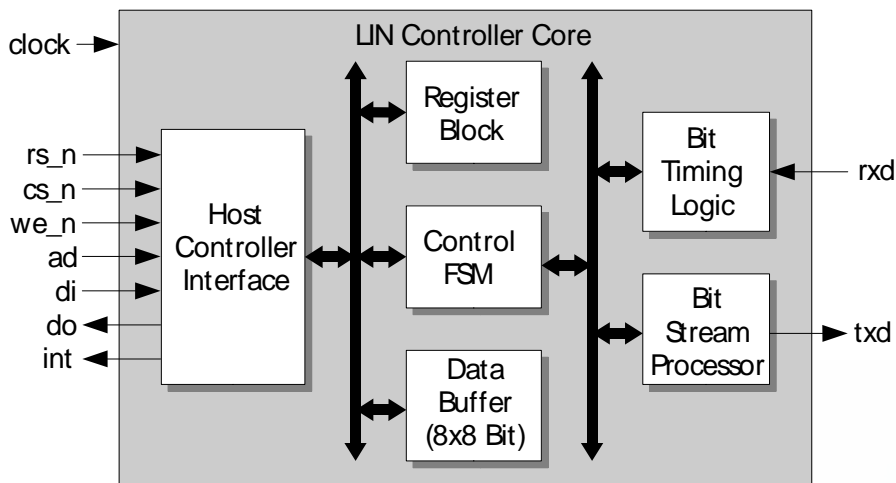 LIN Controller Core
clock
rs_n
cs_n
we_n
ad
di
do
int
Host
Controller
Interface
Register
Block
Control
FSM
Data
Buffer
(8x8 Bit)
Bit
Timing
Logic
rxd
Bit
Stream
Processor
txd